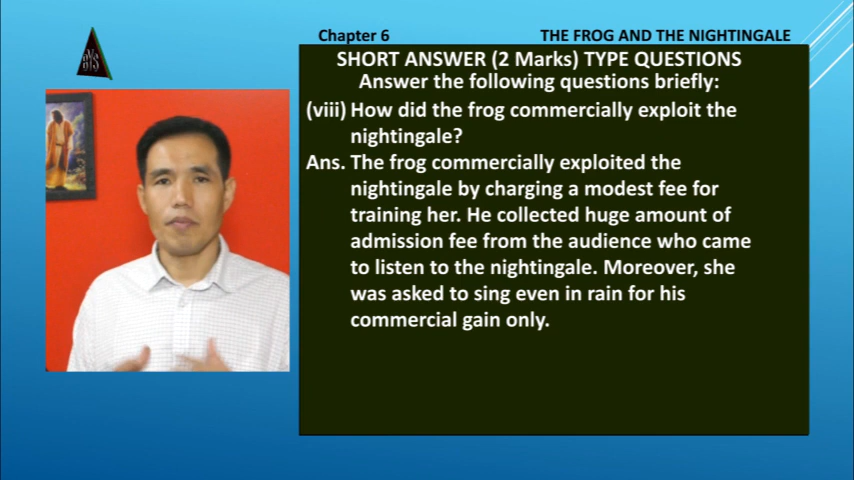 Chapter 6 THE FROG AND THE NIGHTINGALE
SHORT ANSWER (2 Marks) TYPE QUESTIONS
Answer the following questions briefly:
(viii) How did the frog commercially exploit the
nightingale?
Ans. The frog commercially exploited the
nightingale by charging a modest fee for
training her. He collected huge amount of
admission fee from the audience who came
to listen to the nightingale. Moreover, she
was asked to sing even in rain for his
commercial gain only.